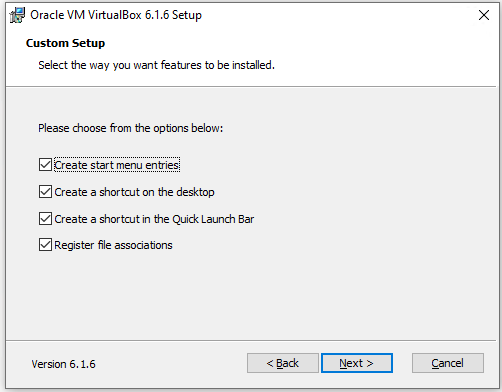 Oracle VM VirtualBox 6.1.6 Setup
Custom Setup
Select the way you want features to be installed.
Please choose from the options below:
Create start menu entries
Create a shortcut on the desktop
Create a shortcut in the Quick Launch Bar
Register file associations
Version 6.1.6
< Back
Next >
Cancel